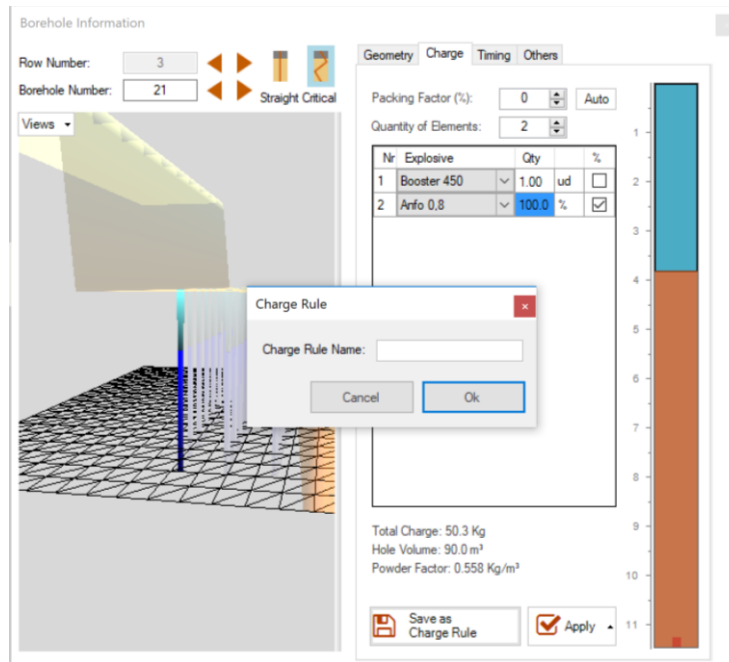 Borehole Information
Row Number: 3
Borehole Number: 21
Straight Critical
Views
Geometry Charge Timing Others
Packing Factor (%): 0 Auto
Quantity of Elements: 2
Nr Explosive Qty %
1 Booster 450 1.00 ud
2 Anfo 0,8 100.0 %
Charge Rule
Charge Rule Name:
Cancel Ok
Total Charge: 50.3 Kg
Hole Volume: 90.0 m³
Powder Factor: 0.558 Kg/m³
Save as
Charge Rule
Apply
1
2
3
4
5
6
7
8
9
10
11